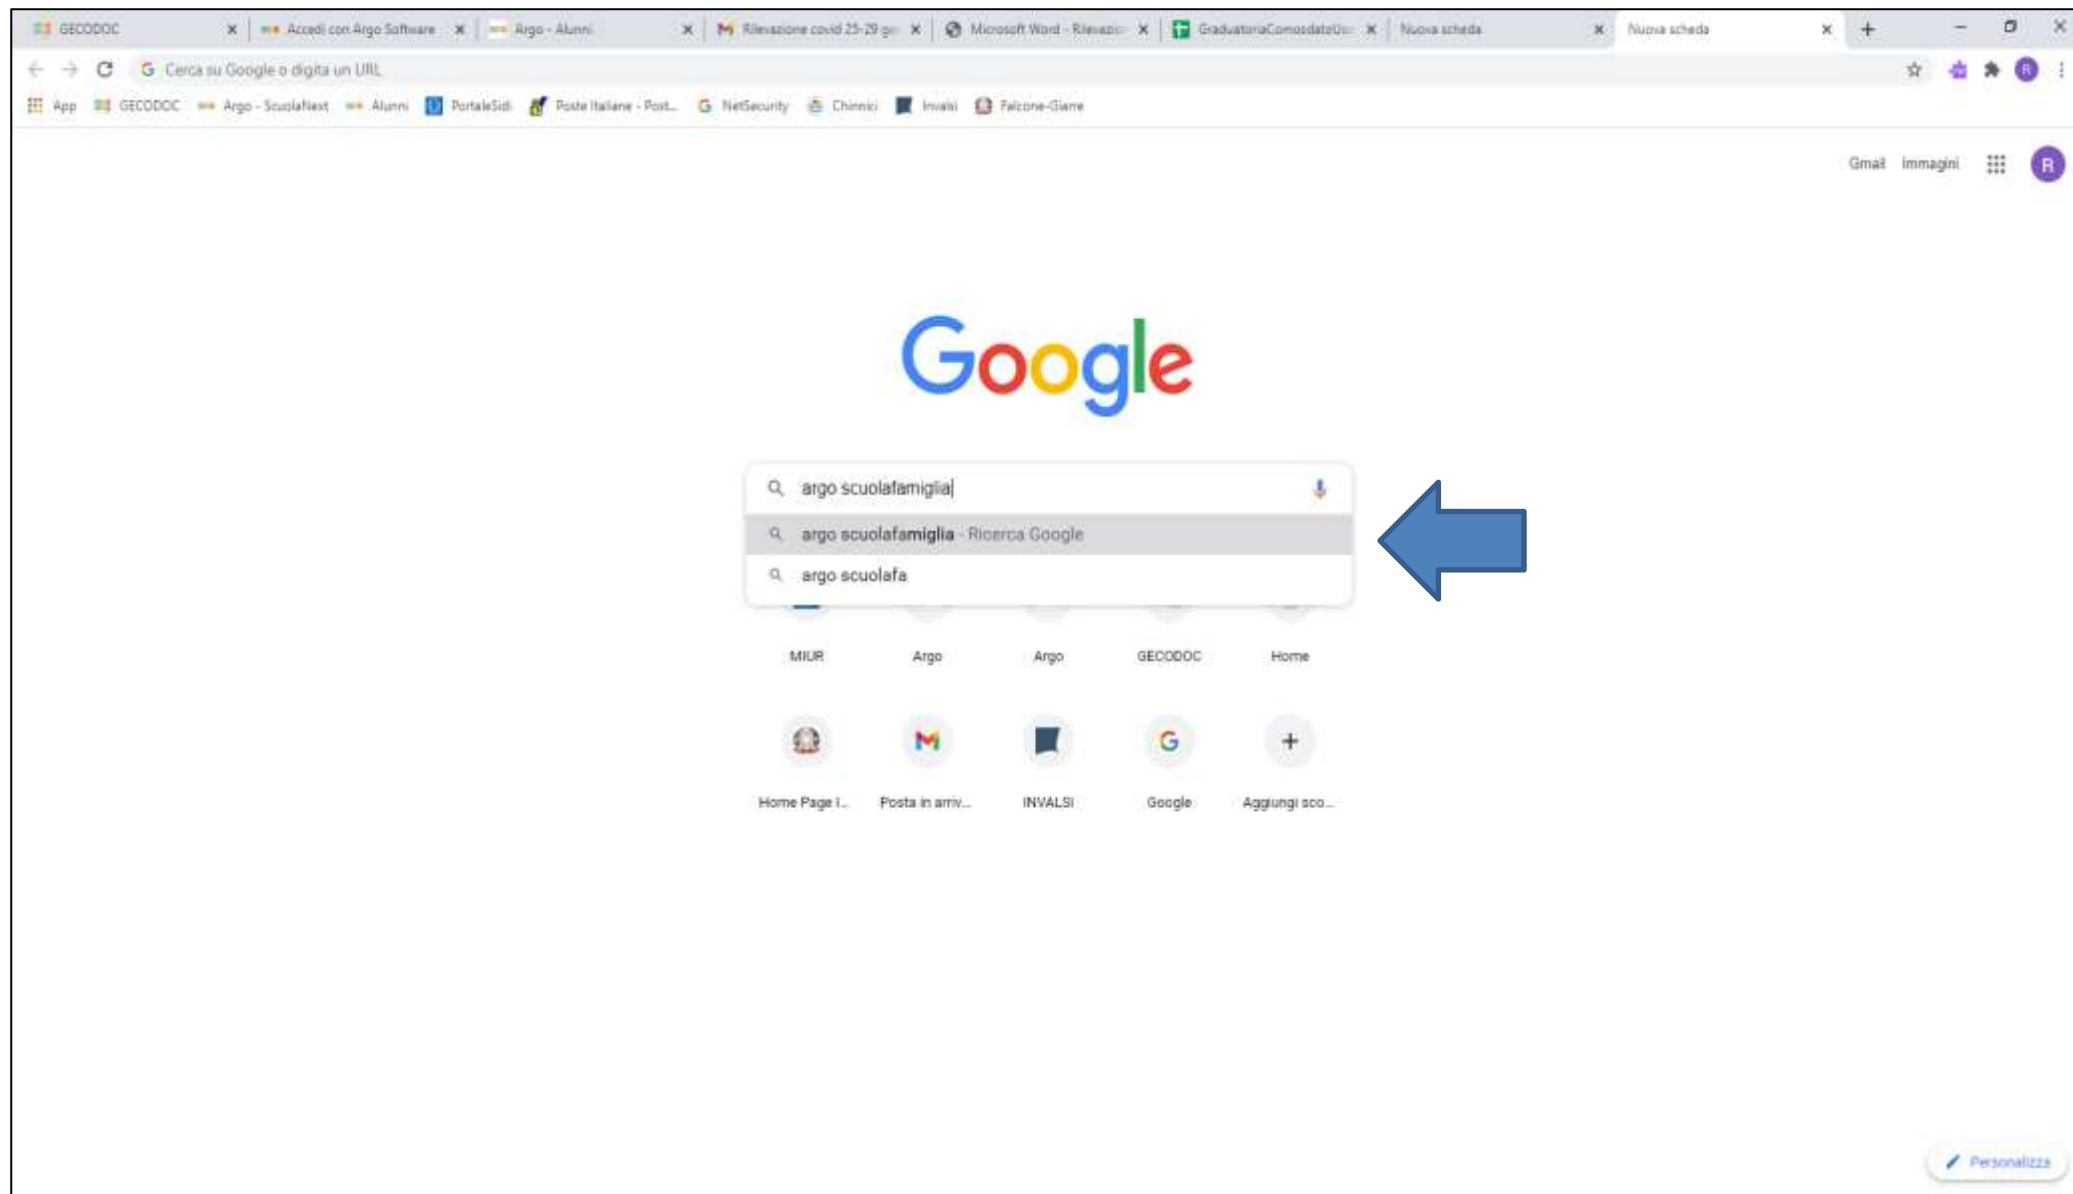 GECODOC Accedi con Argo Software Argo - Alunni Rilevazione covid 25-29 ge Microsoft Word - Rilevazio Nuova scheda Nuova scheda
Cerca su Google o digita un URL
App GECODOC Argo - ScuolaNext Alunni PortaleSidi Poste Italiane - Post... NetSecurity Chinnici Invalsi Falcone-Giarre
Gmail Immagini
R
Google
argo scuolafamiglia
argo scuolafamiglia - Ricerca Google
argo scuolafa
MIUR Argo Argo GECODOC Home
Home Page I... Posta in arriv... INVALSI Google Aggiungi sco...
Personalizza